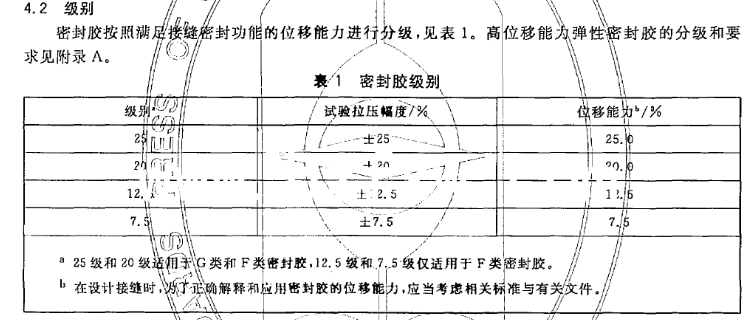 4.2 级别
密封胶按照满足接缝密封功能的位移能力进行分级,见表 1。高位移能力弹性密封胶的分级和要
求见附录 A。
表 1 密封胶级别
级别ᵃ 试验拉压幅度/% 位移能力ᵇ/%
25 ±25 25.0
20 ±20 20.0
12.5 ±12.5 12.5
7.5 ±7.5 7.5
ᵃ 25 级和 20 级适用于 G 类和 F 类密封胶,12.5 级和 7.5 级仅适用于 F 类密封胶。
ᵇ 在设计接缝时,为了正确解释和应用密封胶的位移能力,应当考虑相关标准与有关文件。